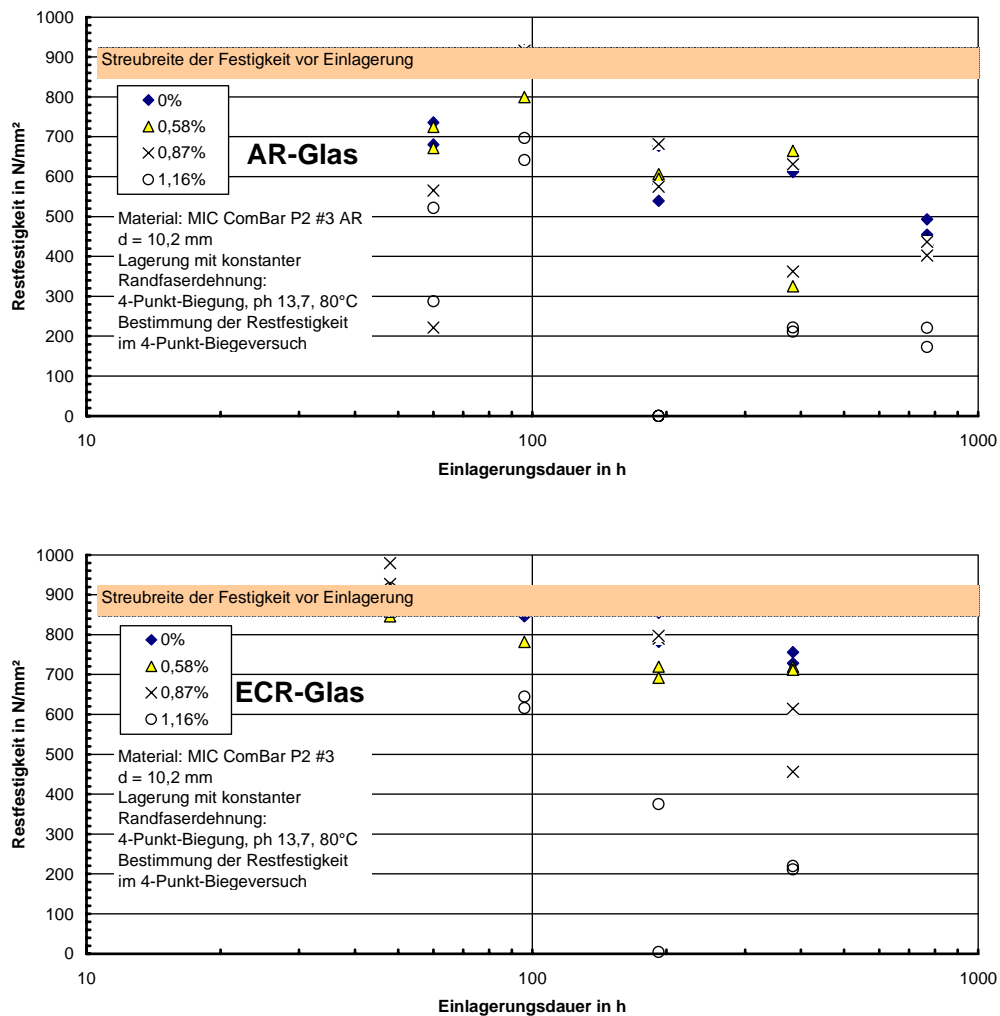 1000
900
800
700
600
500
400
300
200
100
0
Restfestigkeit in N/mm²
Streubreite der Festigkeit vor Einlagerung
0%
0,58%
0,87%
1,16%
AR-Glas
Material: MIC ComBar P2 #3 AR
d = 10,2 mm
Lagerung mit konstanter
Randfaserdehnung:
4-Punkt-Biegung, ph 13,7, 80°C
Bestimmung der Restfestigkeit
im 4-Punkt-Biegeversuch
10 100 1000
Einlagerungsdauer in h
1000
900
800
700
600
500
400
300
200
100
0
Restfestigkeit in N/mm²
Streubreite der Festigkeit vor Einlagerung
0%
0,58%
0,87%
1,16%
ECR-Glas
Material: MIC ComBar P2 #3
d = 10,2 mm
Lagerung mit konstanter
Randfaserdehnung:
4-Punkt-Biegung, ph 13,7, 80°C
Bestimmung der Restfestigkeit
im 4-Punkt-Biegeversuch
10 100 1000
Einlagerungsdauer in h